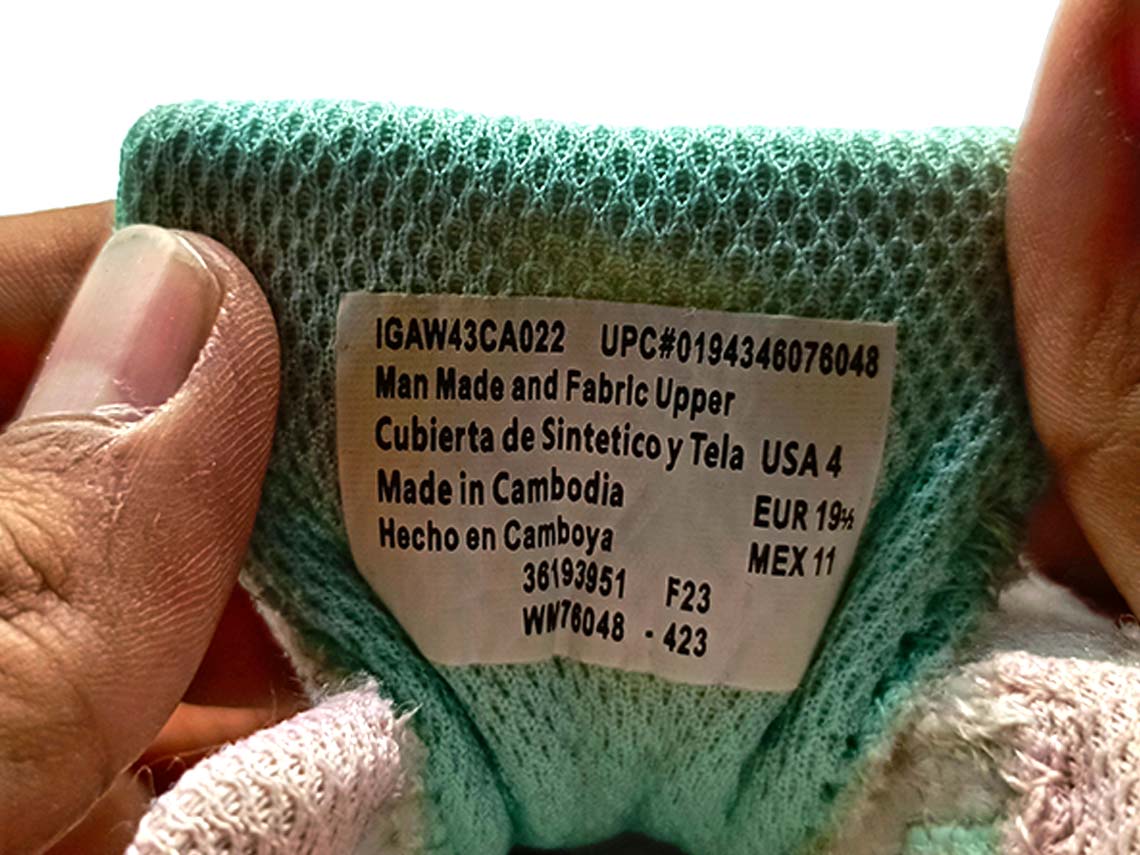 IGAW43CA022 UPC#0194346076048
Man Made and Fabric Upper
Cubierta de Sintetico y Tela USA 4
Made in Cambodia EUR 19½
Hecho en Camboya MEX 11
36193951 F23
WM76048 - 423